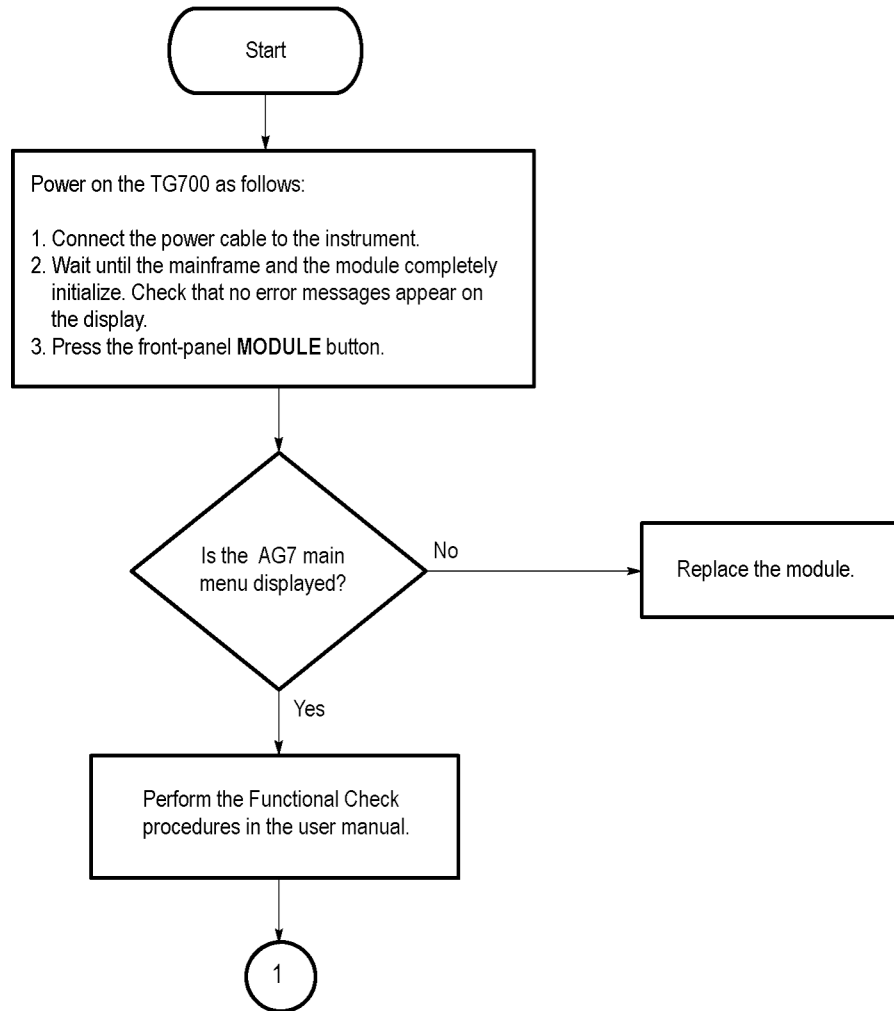 Start
Power on the TG700 as follows:
1. Connect the power cable to the instrument.
2. Wait until the mainframe and the module completely
initialize. Check that no error messages appear on
the display.
3. Press the front-panel MODULE button.
Is the AG7 main
menu displayed?
No
Replace the module.
Yes
Perform the Functional Check
procedures in the user manual.
1